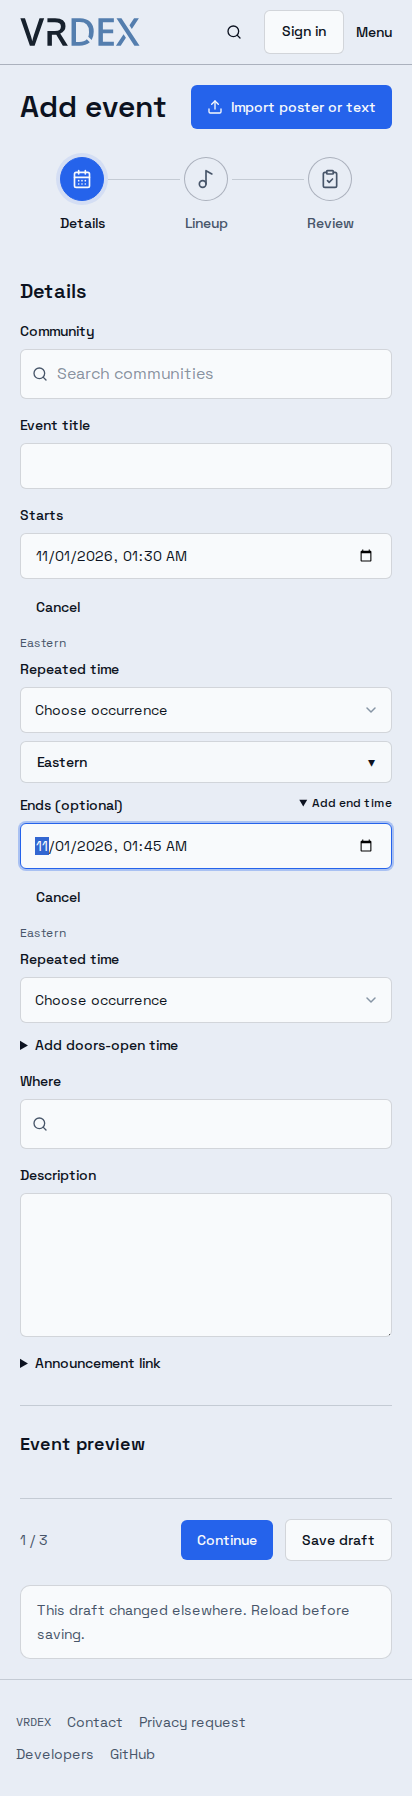 VRDEX
Sign in
Menu
Add event
Import poster or text
Details
Lineup
Review
Details
Community
Search communities
Event title
Starts
11/01/2026, 01:30 AM
Cancel
Eastern
Repeated time
Choose occurrence
Eastern
Ends (optional)
Add end time
11/01/2026, 01:45 AM
Cancel
Eastern
Repeated time
Choose occurrence
Add doors-open time
Where
Description
Announcement link
Event preview
1 / 3
Continue
Save draft
This draft changed elsewhere. Reload before
saving.
VRDEX Contact Privacy request
Developers GitHub